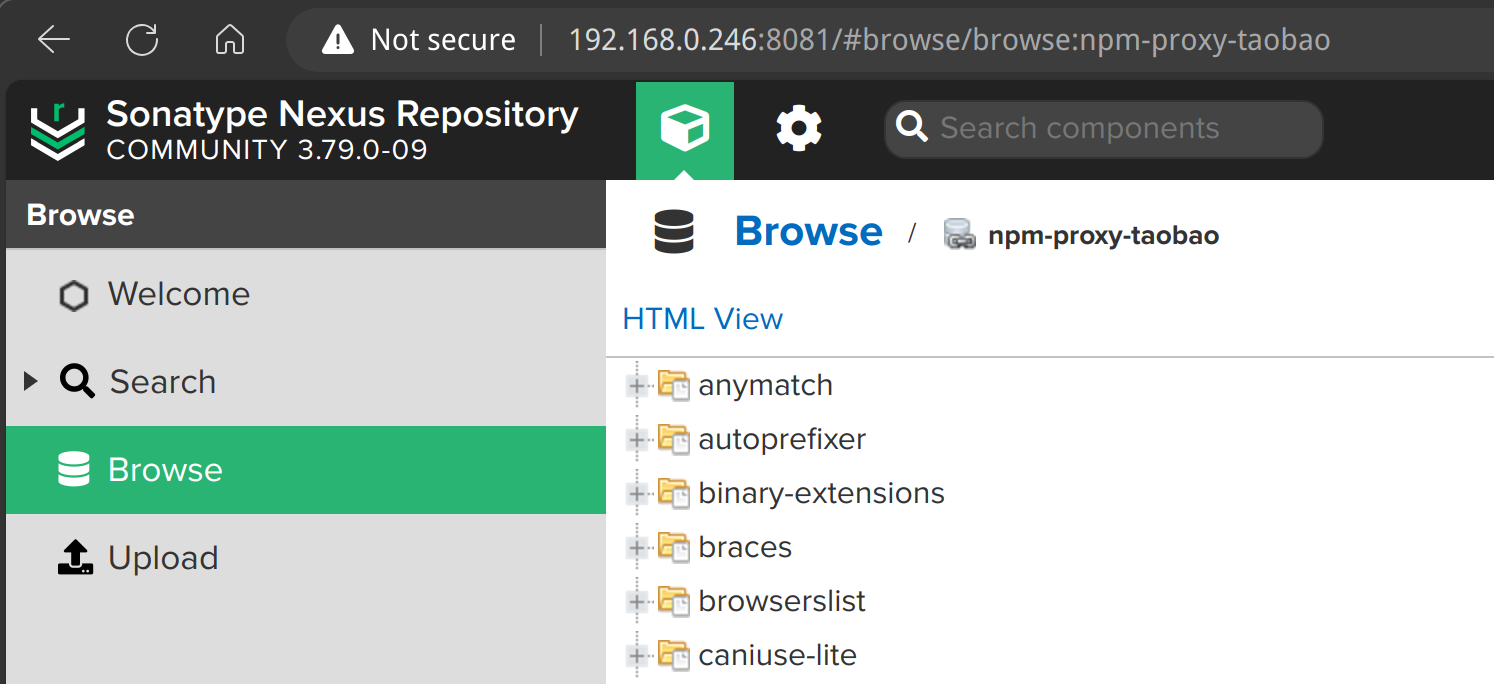 Not secure 192.168.0.246:8081/#browse/browse:npm-proxy-taobao
Sonatype Nexus Repository
COMMUNITY 3.79.0-09
Search components
Browse
Welcome
Search
Browse
Upload
Browse / npm-proxy-taobao
HTML View
anymatch
autoprefixer
binary-extensions
braces
browserslist
caniuse-lite